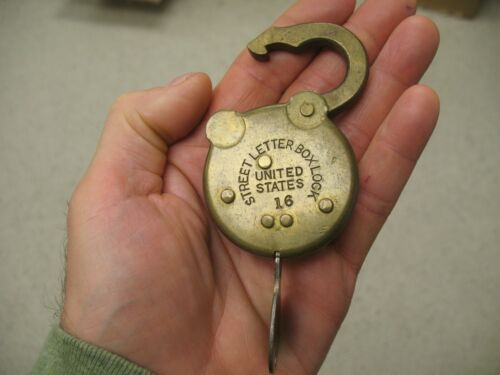 STREET LETTER BOX LOCK
UNITED
STATES
16